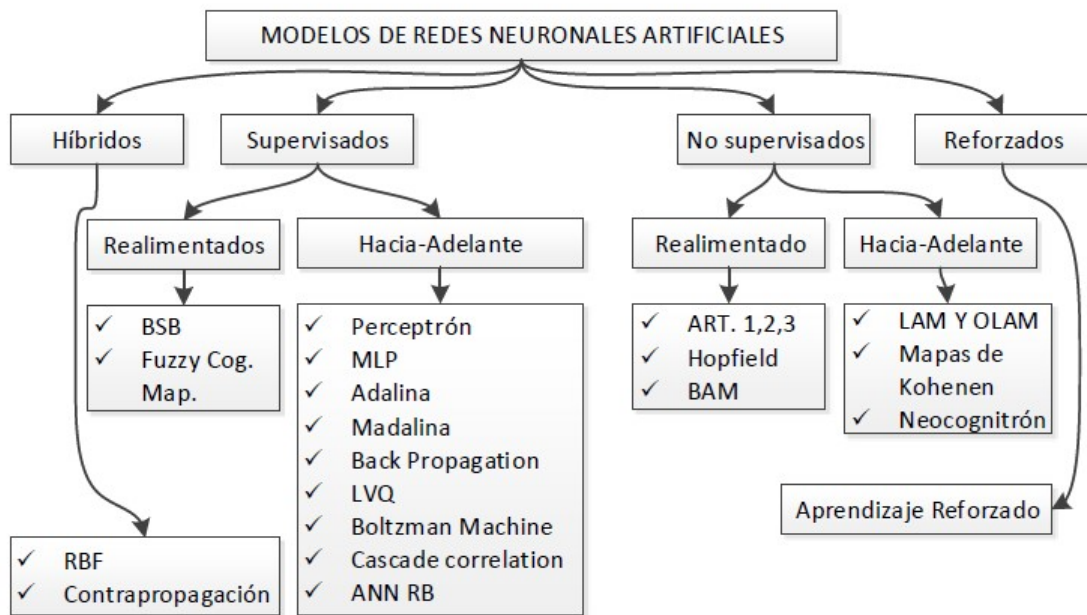 MODELOS DE REDES NEURONALES ARTIFICIALES
Híbridos
Supervisados
No supervisados
Reforzados
Realimentados
Hacia-Adelante
Realimentado
Hacia-Adelante
✓ BSB
✓ Fuzzy Cog.
Map.
✓ Perceptrón
✓ MLP
✓ Adalina
✓ Madalina
✓ Back Propagation
✓ LVQ
✓ Boltzman Machine
✓ Cascade correlation
✓ ANN RB
✓ ART. 1,2,3
✓ Hopfield
✓ BAM
✓ LAM Y OLAM
✓ Mapas de
Kohenen
✓ Neocognitrón
Aprendizaje Reforzado
✓ RBF
✓ Contrapropagación